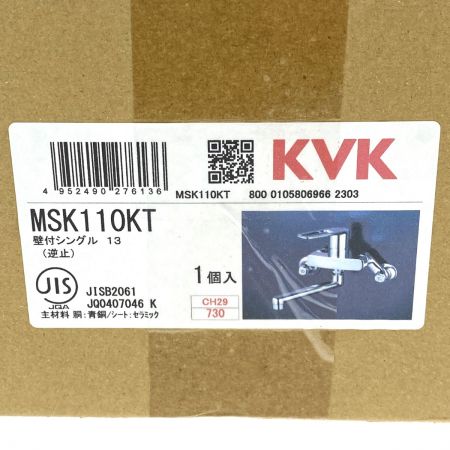 4 952490 276136
MSK110KT 800 0105806966 2303
KVK
MSK110KT
壁付シングル 13
(逆止)
1個入
JIS
JQA
JISB2061
JQ0407046 K
CH29
730
主材料 胴:青銅/シート:セラミック